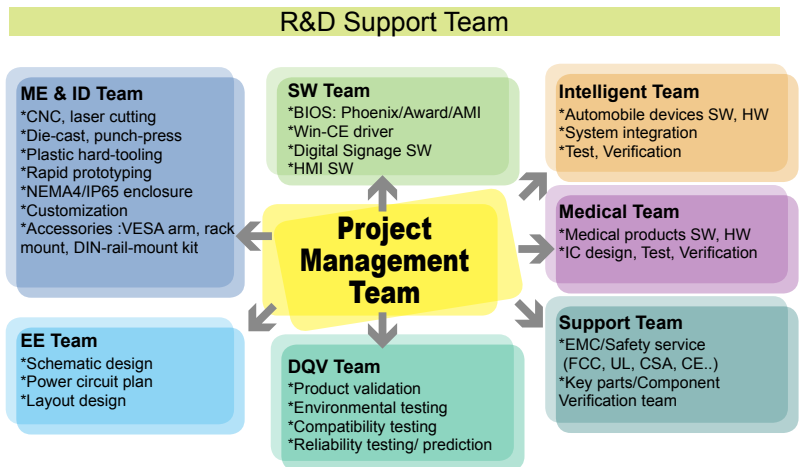 R&D Support Team
ME & ID Team
*CNC, laser cutting
*Die-cast, punch-press
*Plastic hard-tooling
*Rapid prototyping
*NEMA4/IP65 enclosure
*Customization
*Accessories :VESA arm, rack
mount, DIN-rail-mount kit
SW Team
*BIOS: Phoenix/Award/AMI
*Win-CE driver
*Digital Signage SW
*HMI SW
Intelligent Team
*Automobile devices SW, HW
*System integration
*Test, Verification
Project
Management
Team
Medical Team
*Medical products SW, HW
*IC design, Test, Verification
EE Team
*Schematic design
*Power circuit plan
*Layout design
DQV Team
*Product validation
*Environmental testing
*Compatibility testing
*Reliability testing/ prediction
Support Team
*EMC/Safety service
(FCC, UL, CSA, CE..)
*Key parts/Component
Verification team